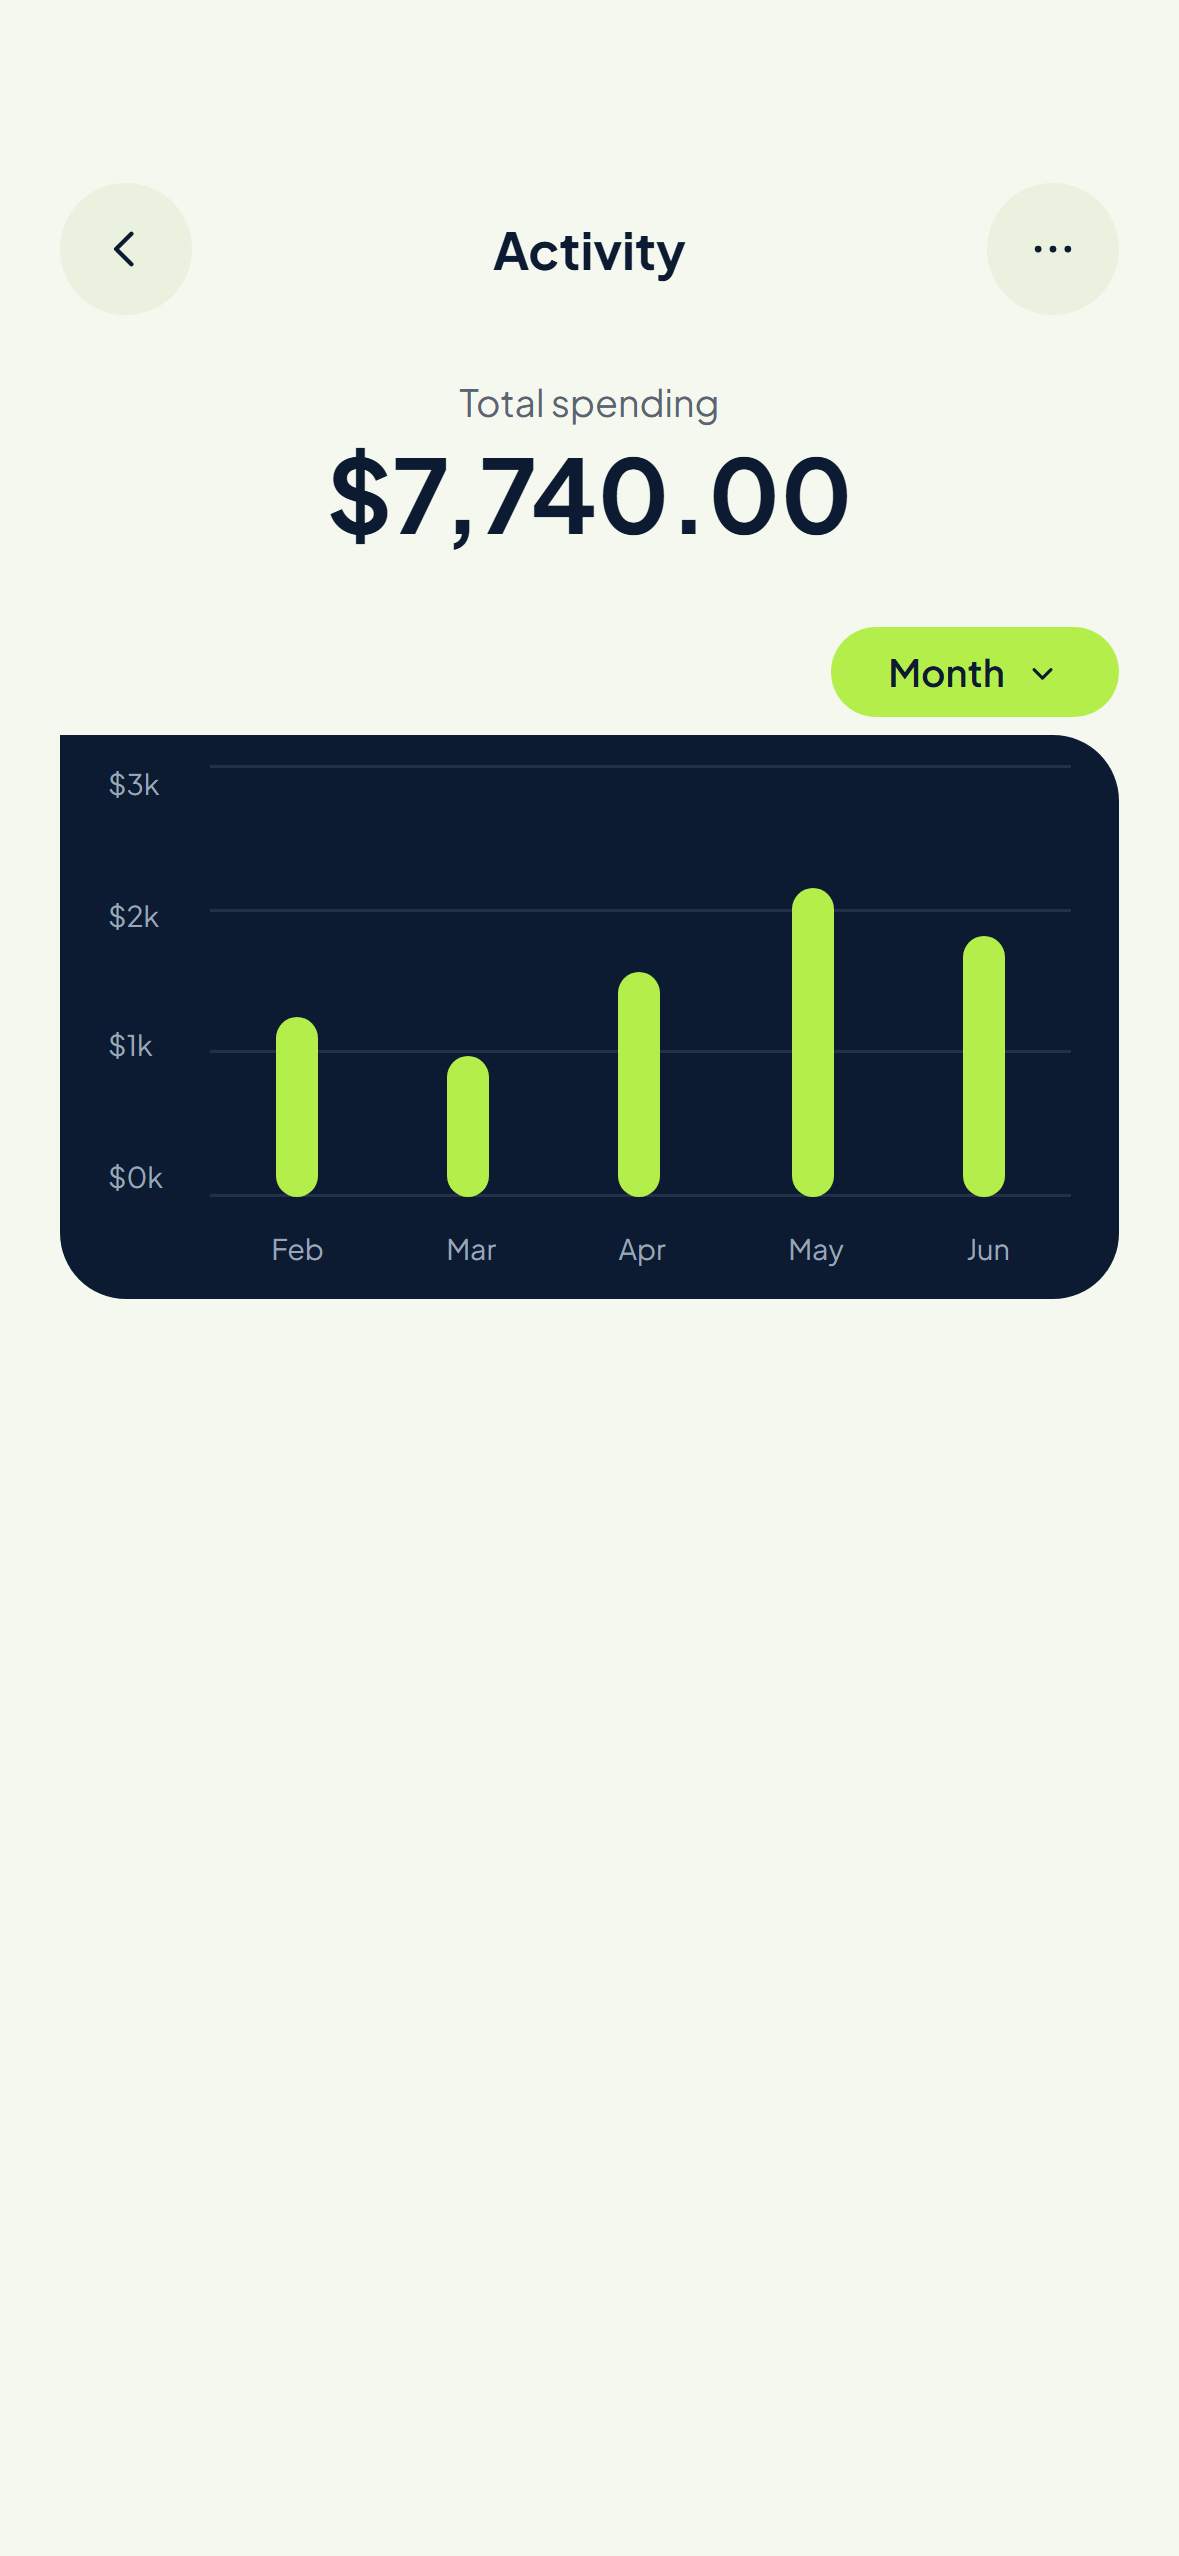 Activity
Total spending
$7,740.00
Month
$3k
$2k
$1k
$0k
Feb Mar Apr May Jun